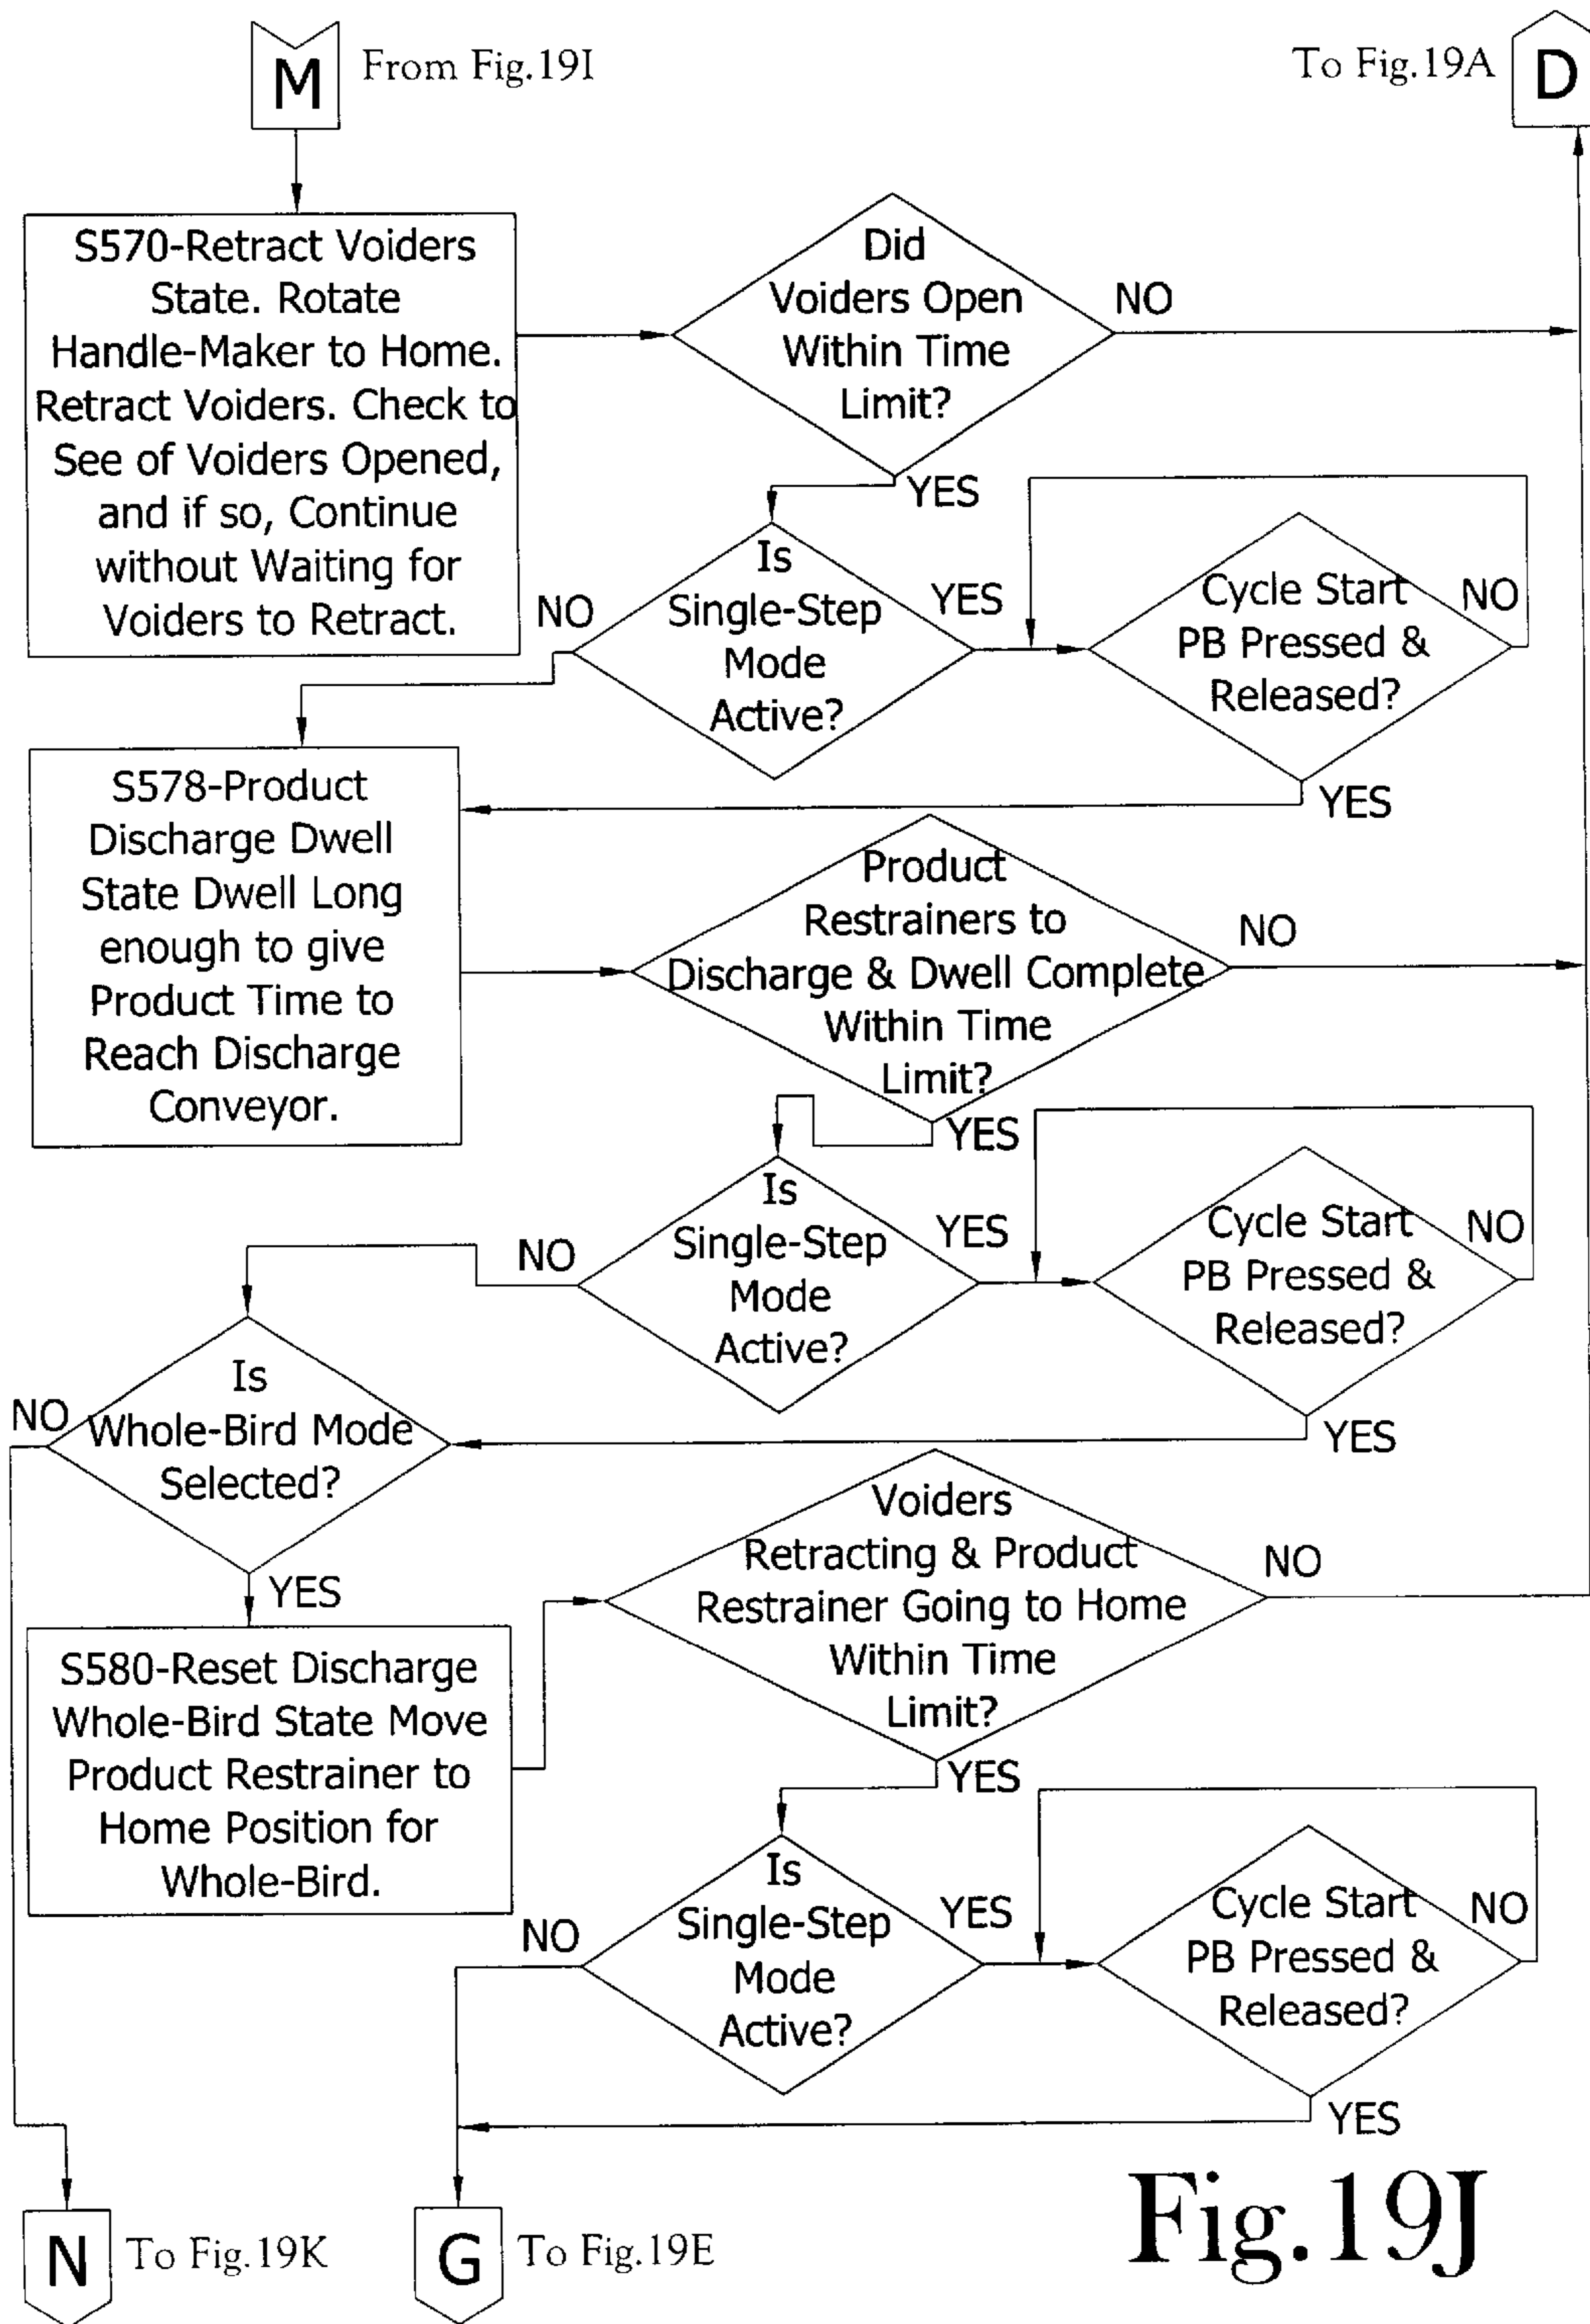 M
From Fig.19I
To Fig.19A
D
S570-Retract Voiders
State. Rotate
Handle-Maker to Home.
Retract Voiders. Check to
See of Voiders Opened,
and if so, Continue
without Waiting for
Voiders to Retract.
Did
Voiders Open
Within Time
Limit?
NO
YES
Is
Single-Step
Mode
Active?
NO
YES
Cycle Start
PB Pressed &
Released?
NO
YES
S578-Product
Discharge Dwell
State Dwell Long
enough to give
Product Time to
Reach Discharge
Conveyor.
Product
Restrainers to
Discharge & Dwell Complete
Within Time
Limit?
NO
YES
Is
Single-Step
Mode
Active?
NO
YES
Cycle Start
PB Pressed &
Released?
NO
YES
Is
Whole-Bird Mode
Selected?
NO
YES
S580-Reset Discharge
Whole-Bird State Move
Product Restrainer to
Home Position for
Whole-Bird.
Voiders
Retracting & Product
Restrainer Going to Home
Within Time
Limit?
NO
YES
Is
Single-Step
Mode
Active?
NO
YES
Cycle Start
PB Pressed &
Released?
NO
YES
N
To Fig.19K
G
To Fig.19E
Fig.19J